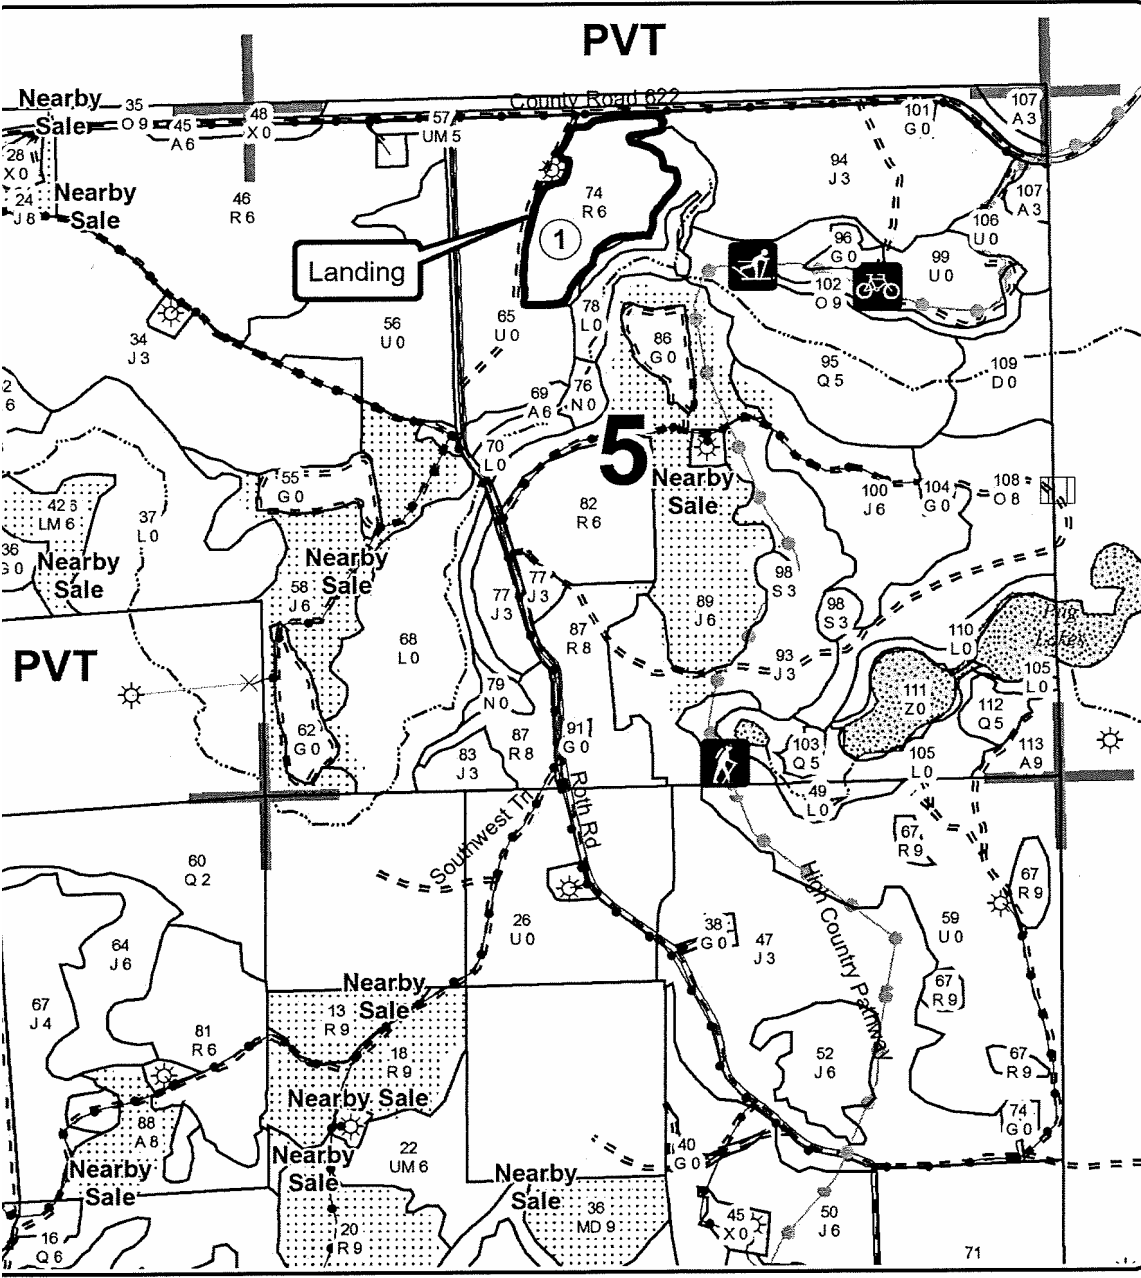 PVT
County Road 622
Nearby
Sale
35
O 9
45
A 6
48
X 0
57
UM 5
101
G 0
107
A 3
28
X 0
24
J 8
Nearby
Sale
46
R 6
74
R 6
1
94
J 3
107
A 3
106
U 0
96
G 0
99
U 0
102
O 9
Landing
34
J 3
56
U 0
65
U 0
78
L 0
86
G 0
95
Q 5
109
D 0
69
A 6
76
N 0
5
70
L 0
55
G 0
42
LM 6
37
L 0
Nearby
Sale
82
R 6
Nearby
Sale
100
J 6
104
G 0
108
O 8
36
Nearby
Sale
58
J 6
77
J 3
77
J 3
98
S 3
98
S 3
89
J 6
87
R 8
68
L 0
93
J 3
110
L 0
Lakes
PVT
79
N 0
111
Z 0
105
L 0
112
Q 5
62
G 0
83
J 3
87
R 8
91
G 0
103
Q 5
105
L 0
113
A 9
49
L 0
Southwest Trl
Roth Rd
67
R 9
67
R 9
60
Q 2
High Country Pathway
26
U 0
38
G 0
47
J 3
59
U 0
64
J 6
67
R 9
Nearby
Sale
67
J 4
81
R 6
13
R 9
18
R 9
52
J 6
67
R 9
Nearby Sale
88
A 8
74
G 0
22
UM 6
40
G 0
Nearby
Sale
Nearby
Sale
Nearby
Sale
16
Q 6
20
R 9
36
MD 9
45
X 0
50
J 6
71